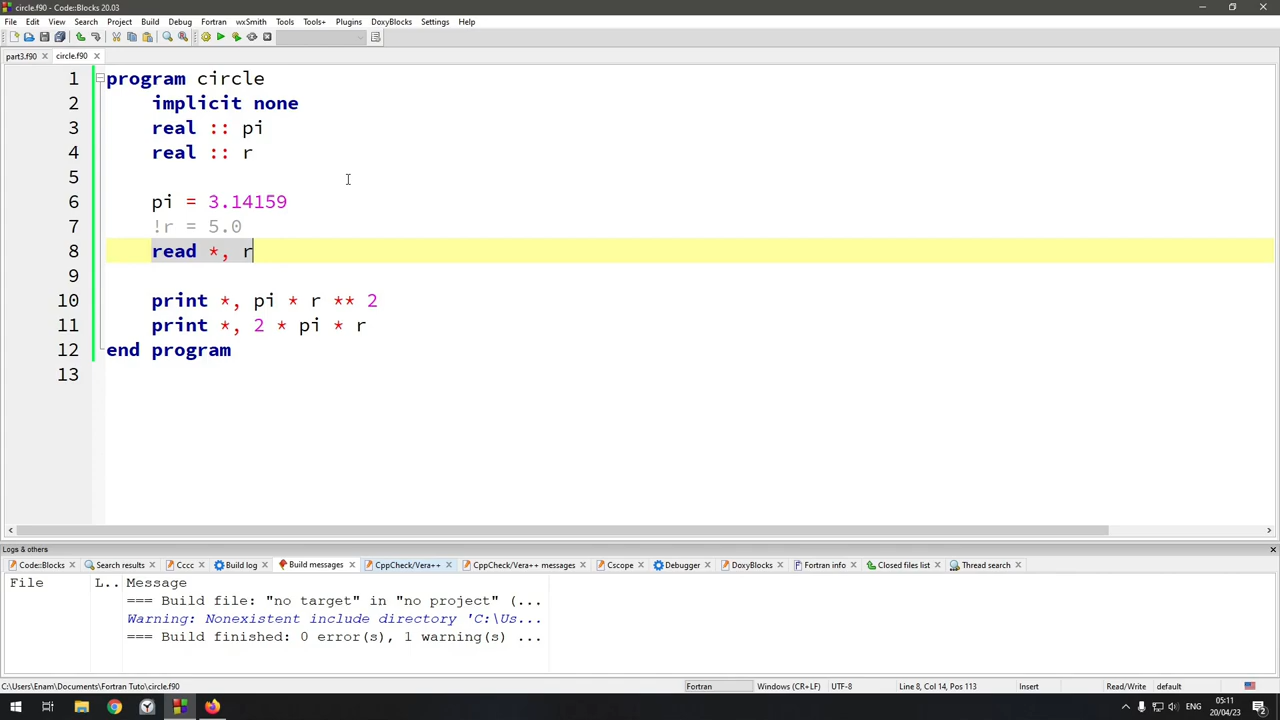 circle.f90 - Code::Blocks 20.03
File Edit View Search Project Build Debug Fortran wxSmith Tools Tools+ Plugins DoxyBlocks Settings Help
part3.f90 circle.f90
1 program circle
2 implicit none
3 real :: pi
4 real :: r
5
6 pi = 3.14159
7 !r = 5.0
8 read *, r
9
10 print *, pi * r ** 2
11 print *, 2 * pi * r
12 end program
13
Logs & others
Code::Blocks Search results Cccc Build log Build messages CppCheck/Vera++ CppCheck/Vera++ messages Cscope Debugger DoxyBlocks Fortran info Closed files list Thread search
File L.. Message
=== Build file: "no target" in "no project" (...
Warning: Nonexistent include directory 'C:\Us...
=== Build finished: 0 error(s), 1 warning(s) ...
C:\Users\Enam\Documents\Fortran Tuto\circle.f90 Fortran Windows (CR+LF) UTF-8 Line 8, Col 14, Pos 113 Insert Read/Write default
ENG 05:11
20/04/23 2